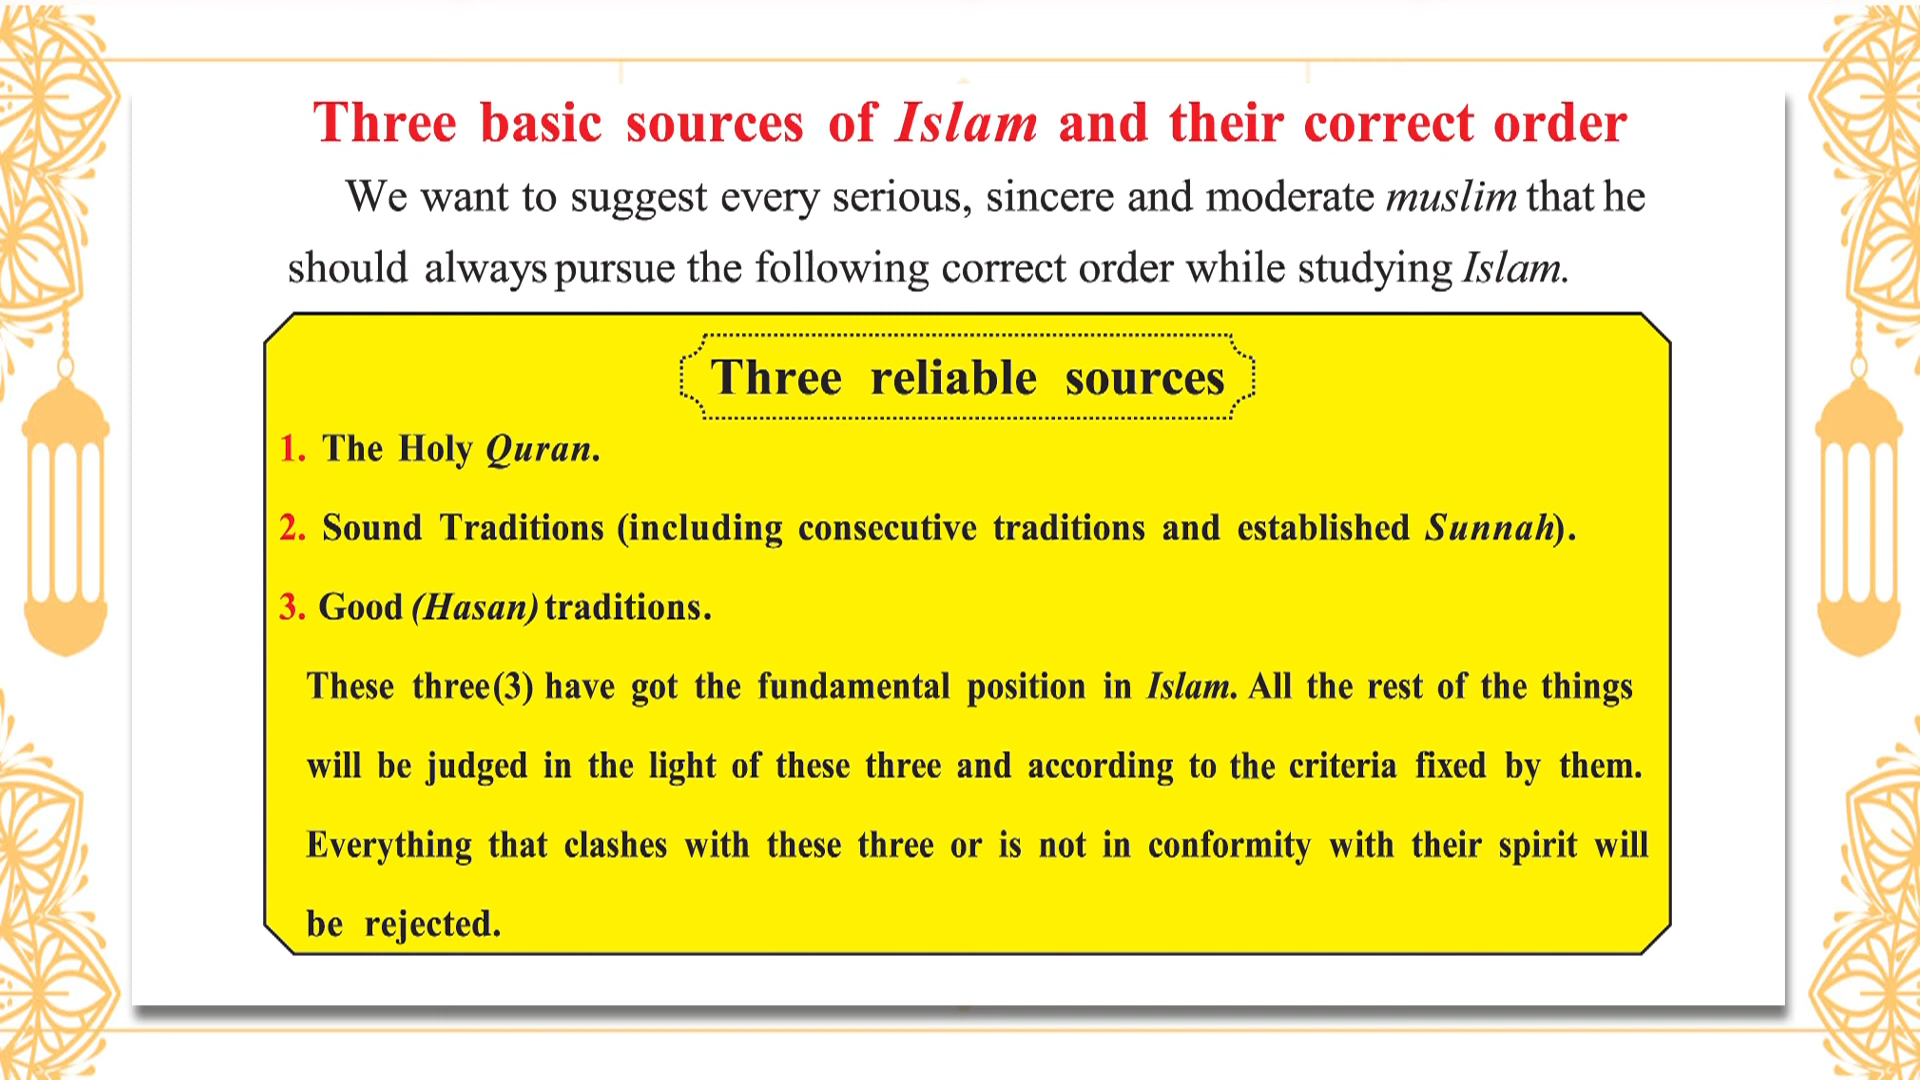 Three basic sources of Islam and their correct order
We want to suggest every serious, sincere and moderate muslim that he
should always pursue the following correct order while studying Islam.
Three reliable sources
1. The Holy Quran.
2. Sound Traditions (including consecutive traditions and established Sunnah).
3. Good (Hasan) traditions.
These three(3) have got the fundamental position in Islam. All the rest of the things
will be judged in the light of these three and according to the criteria fixed by them.
Everything that clashes with these three or is not in conformity with their spirit will
be rejected.